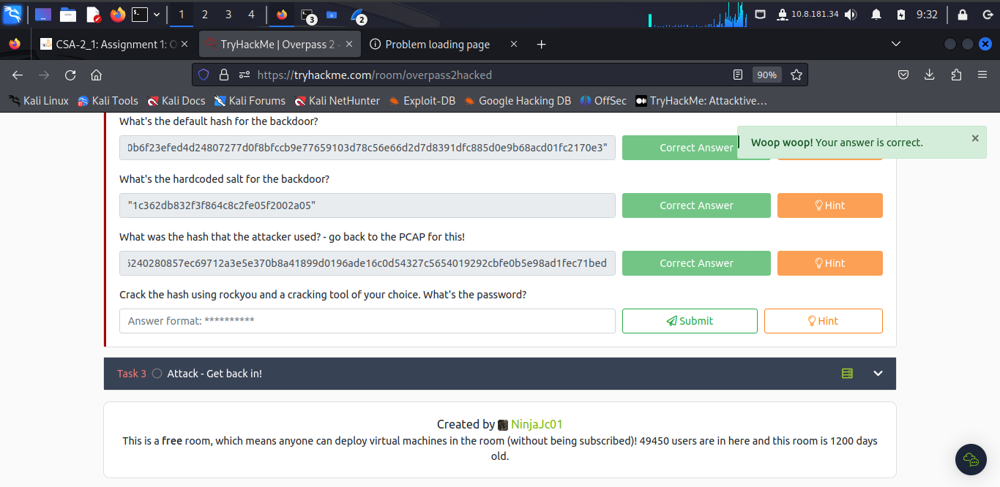 1 2 3 4 3 2 10.8.181.34 9:32
CSA-2_1: Assignment 1: O TryHackMe | Overpass 2 - Problem loading page
https://tryhackme.com/room/overpass2hacked 90%
Kali Linux Kali Tools Kali Docs Kali Forums Kali NetHunter Exploit-DB Google Hacking DB OffSec TryHackMe: Attacktive…
What's the default hash for the backdoor?
0b6f23efed4d24807277d0f8bfccb9e77659103d78c56e66d2d7d8391dfc885d0e9b68acd01fc2170e3" Correct Answer
Woop woop! Your answer is correct.
What's the hardcoded salt for the backdoor?
"1c362db832f3f864c8c2fe05f2002a05" Correct Answer Hint
What was the hash that the attacker used? - go back to the PCAP for this!
6240280857ec69712a3e5e370b8a41899d0196ade16c0d54327c5654019292cbfe0b5e98ad1fec71bed Correct Answer Hint
Crack the hash using rockyou and a cracking tool of your choice. What's the password?
Answer format: ********** Submit Hint
Task 3 Attack - Get back in!
Created by NinjaJc01
This is a free room, which means anyone can deploy virtual machines in the room (without being subscribed)! 49450 users are in here and this room is 1200 days
old.